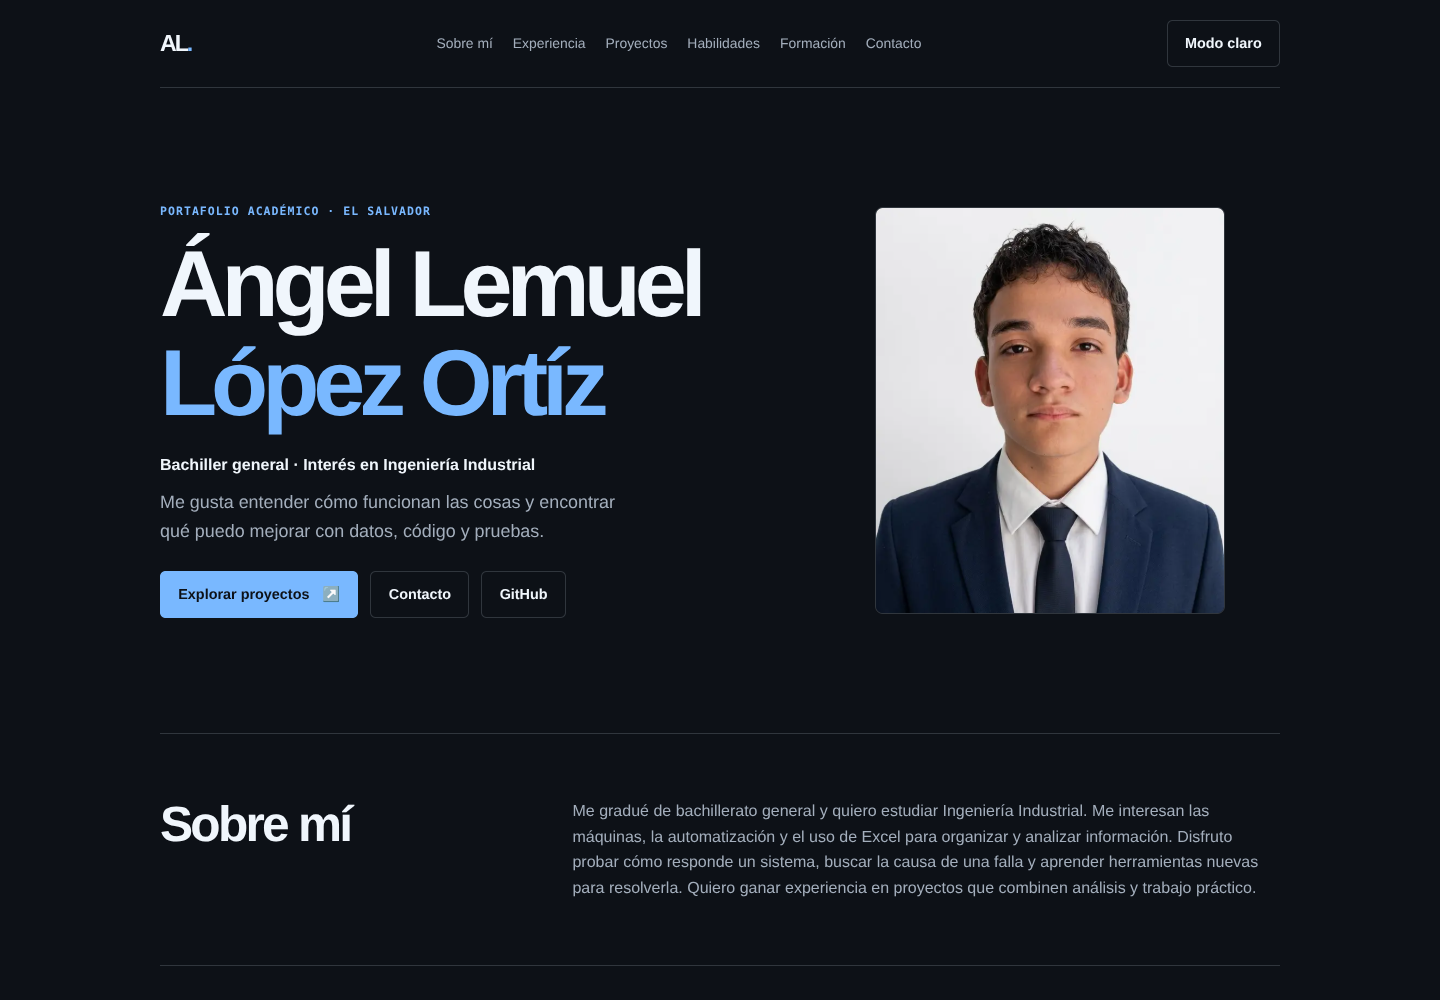 AL.
Sobre mí Experiencia Proyectos Habilidades Formación Contacto
Modo claro
PORTAFOLIO ACADÉMICO · EL SALVADOR
Ángel Lemuel
López Ortíz
Bachiller general · Interés en Ingeniería Industrial
Me gusta entender cómo funcionan las cosas y encontrar
qué puedo mejorar con datos, código y pruebas.
Explorar proyectos ↗
Contacto
GitHub
Sobre mí
Me gradué de bachillerato general y quiero estudiar Ingeniería Industrial. Me interesan las
máquinas, la automatización y el uso de Excel para organizar y analizar información. Disfruto
probar cómo responde un sistema, buscar la causa de una falla y aprender herramientas nuevas
para resolverla. Quiero ganar experiencia en proyectos que combinen análisis y trabajo práctico.